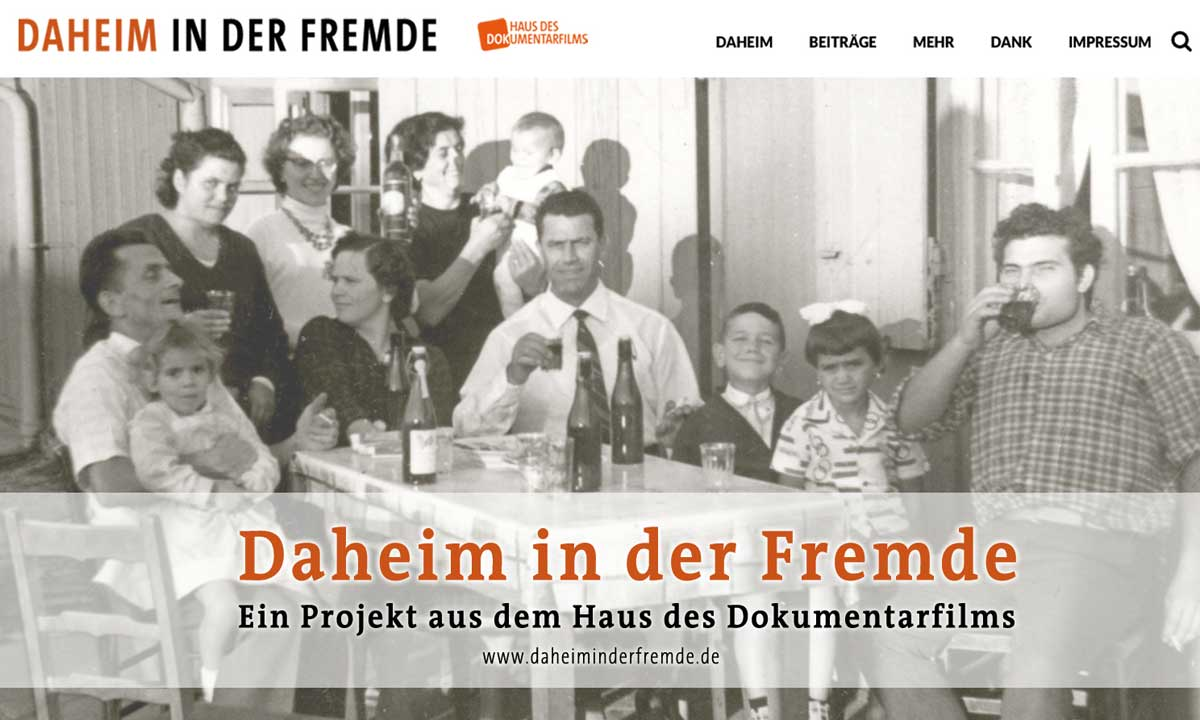 DAHEIM IN DER FREMDE
HAUS DES
DOKUMENTARFILMS
DAHEIM BEITRÄGE MEHR DANK IMPRESSUM
Daheim in der Fremde
Ein Projekt aus dem Haus des Dokumentarfilms
www.daheiminderfremde.de